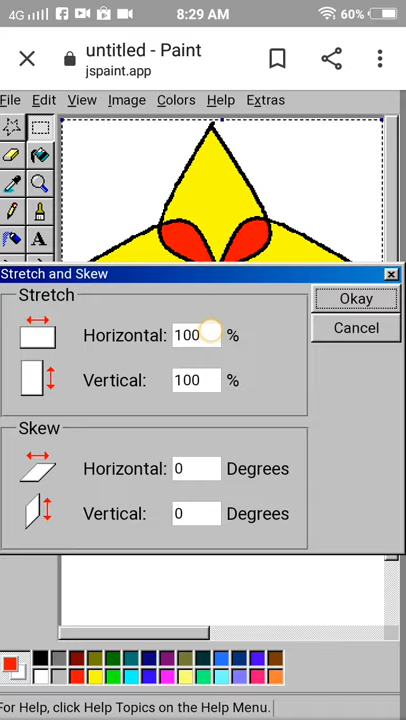 4G 8:29 AM 60%
untitled - Paint
jspaint.app
File Edit View Image Colors Help Extras
A
Stretch and Skew
Stretch
Okay
Horizontal: 100 %
Cancel
Vertical: 100 %
Skew
Horizontal: 0 Degrees
Vertical: 0 Degrees
For Help, click Help Topics on the Help Menu.